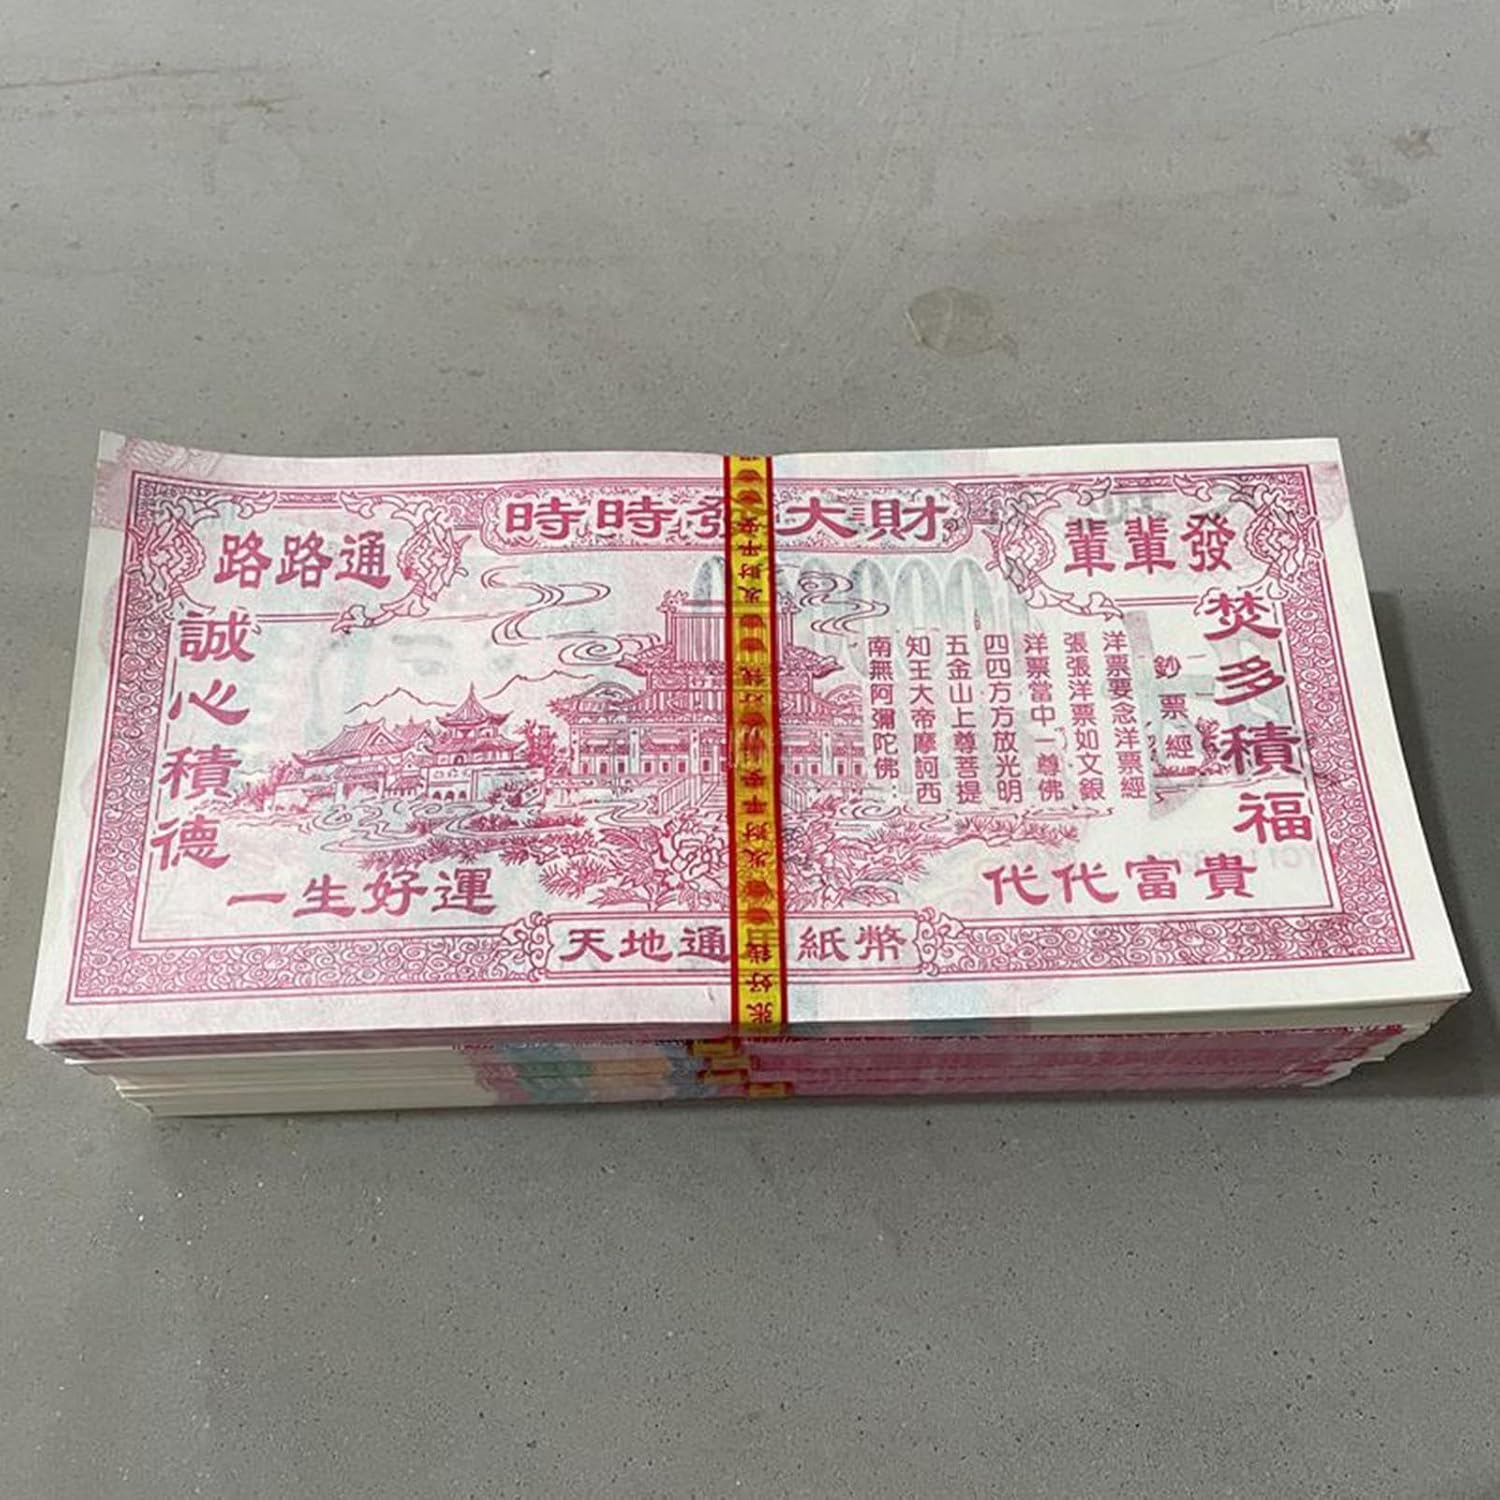 時時發大財
路路通
輩輩發
誠心積德
焚多積福
鈔票經
洋票要念洋票經
張張洋票如文銀
洋票當中一尊佛
四四方方放光明
五金山上尊菩提
知王大帝摩訶西
南無阿彌陀佛…
一生好運
代代富貴
天地通 紙幣